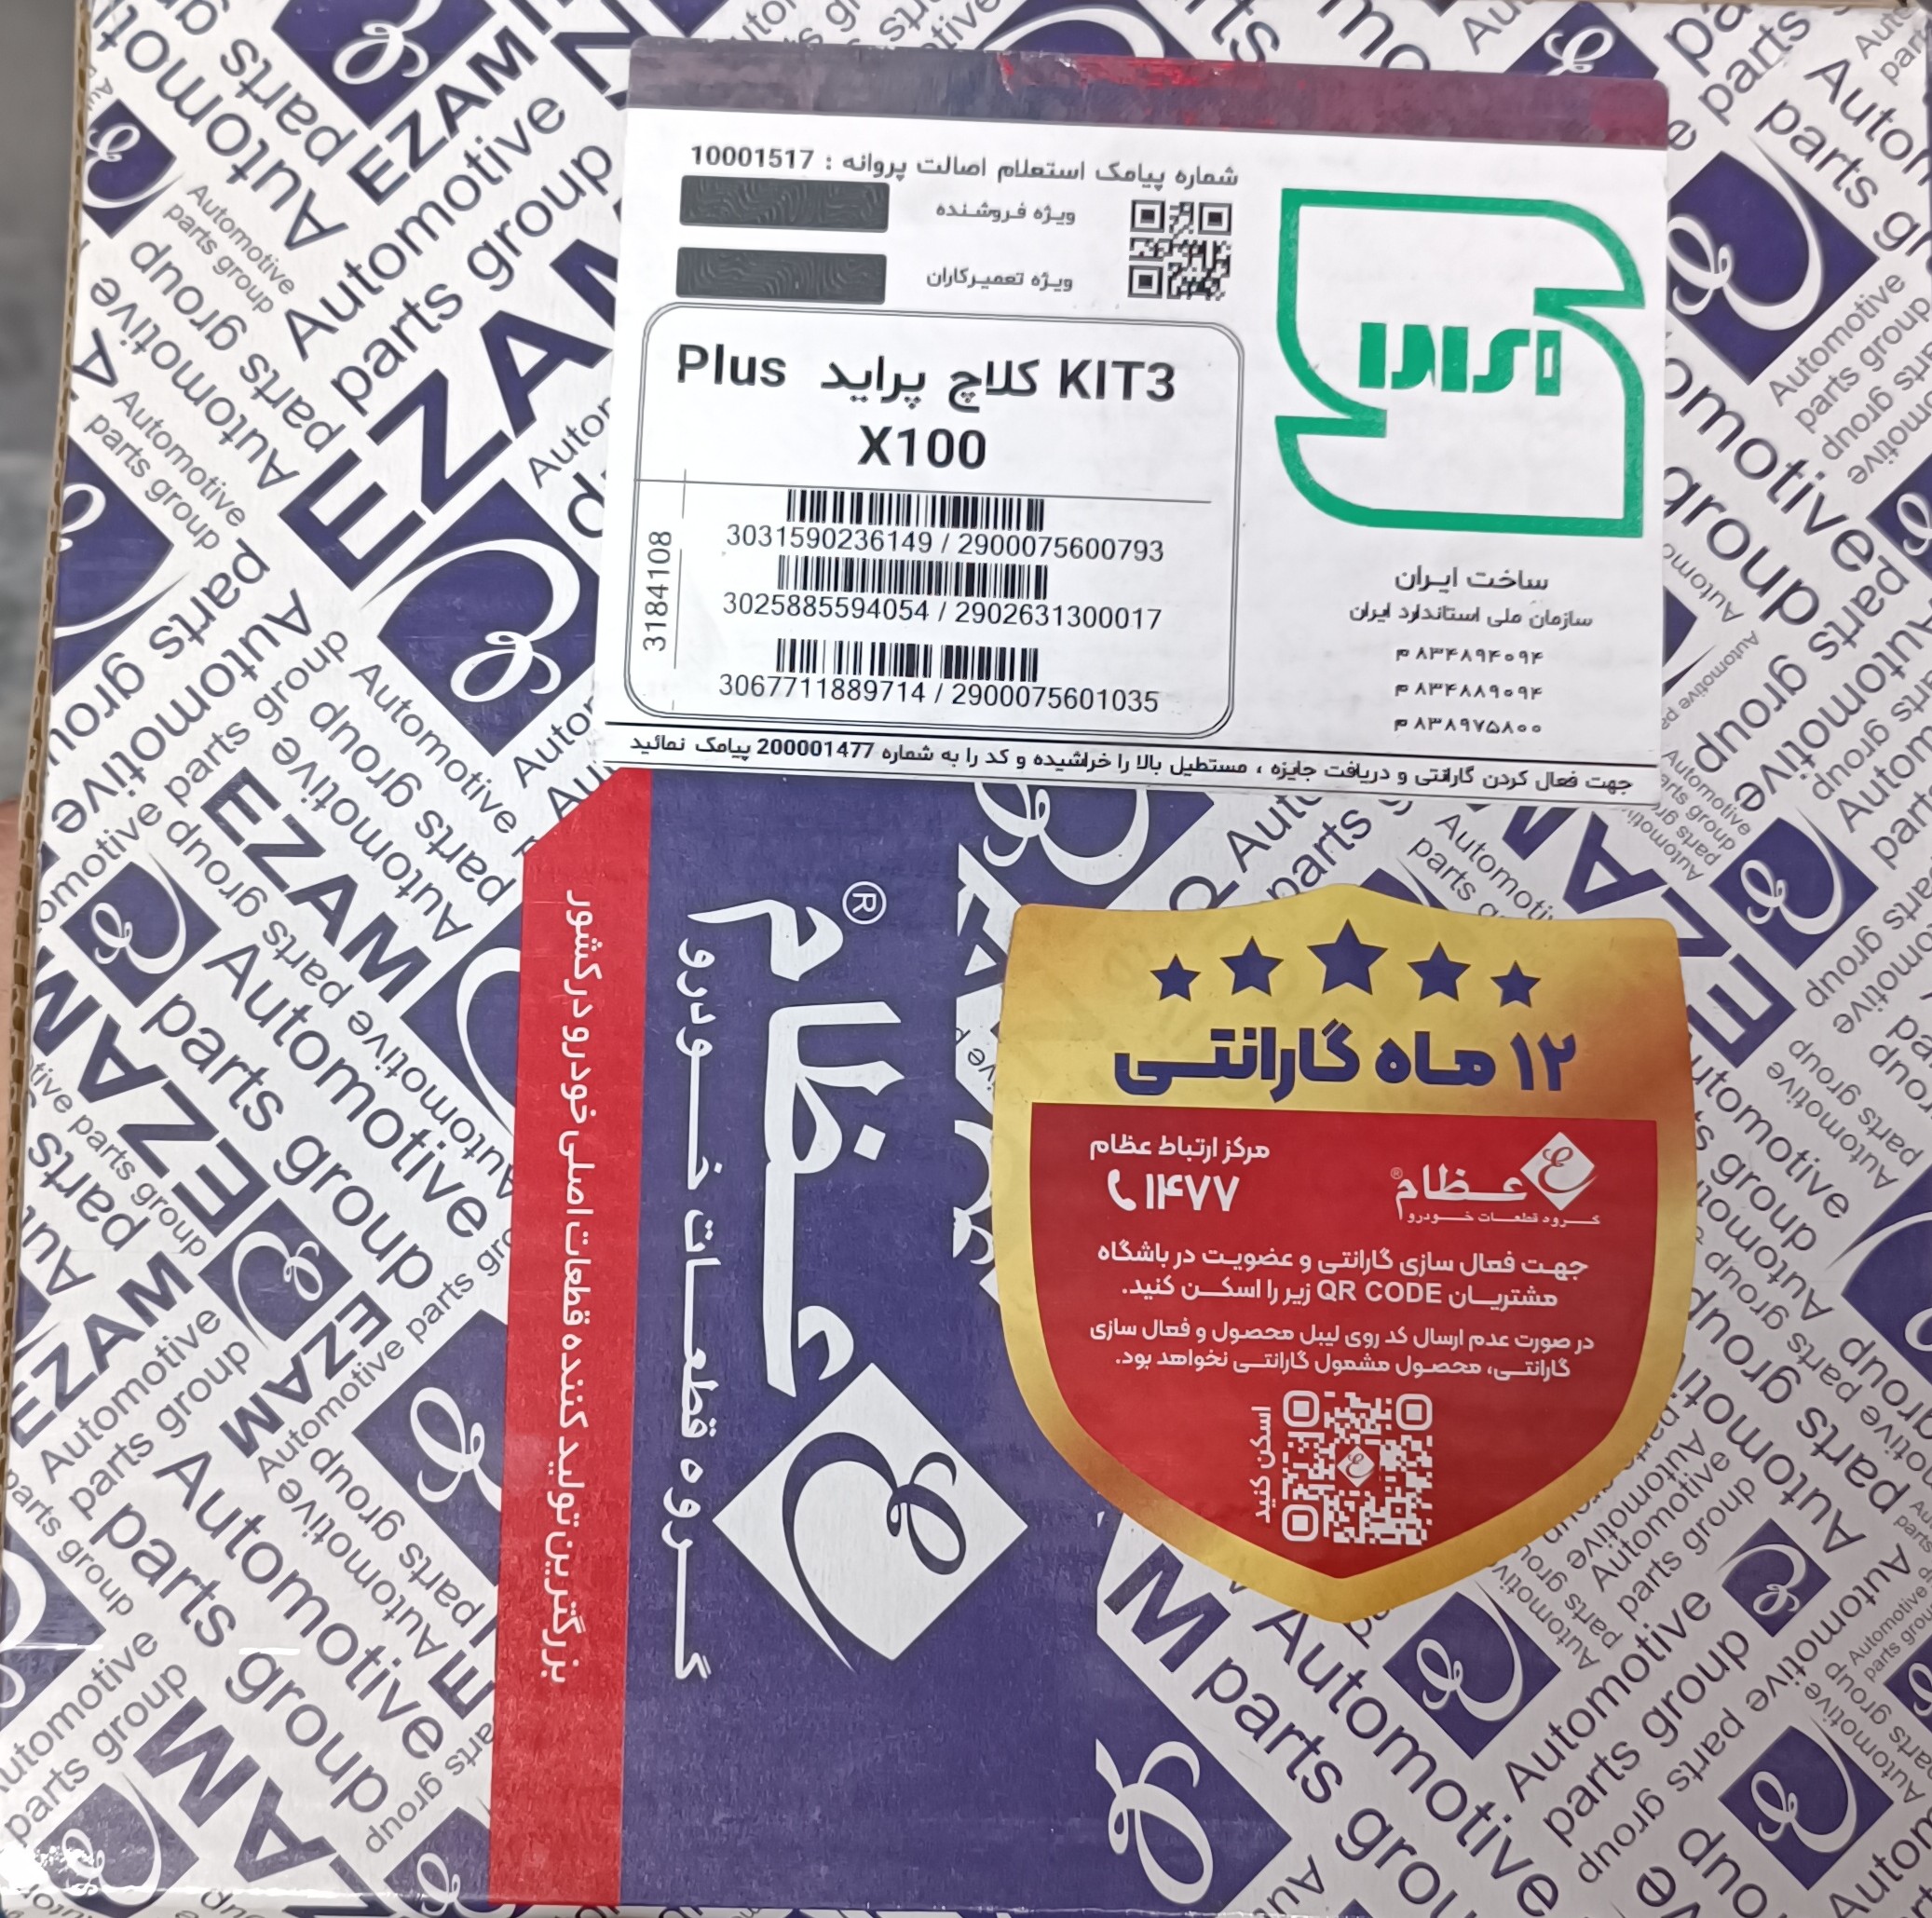 شماره پیامک استعلام اصالت پروانه : 10001517
ویژه فروشنده
ویژه تعمیرکاران
KIT3 کلاچ پراید Plus
X100
3184108
3031590236149 / 2900075600793
3025885594054 / 2902631300017
3067711889714 / 2900075601035
ساخت ایران
سازمان ملی استاندارد ایران
۸۳۴۸۹۴۰۹۴ م
۸۳۴۸۸۹۰۹۴ م
۸۳۸۹۷۵۸۰۰ م
جهت فعال کردن گارانتی و دریافت جایزه ، مستطیل بالا را خراشیده و کد را به شماره 200001477 پیامک نمائید
عظام®
گروه قطعات خودرو
بزرگترین تولید کننده قطعات اصلی خودرو در کشور
۱۲ ماه گارانتی
عظام®
گروه قطعات خودرو
مرکز ارتباط عظام
۱۴۷۷
جهت فعال سازی گارانتی و عضویت در باشگاه
مشتریان QR CODE زیر را اسکن کنید.
در صورت عدم ارسال کد روی لیبل محصول و فعال سازی
گارانتی، محصول مشمول گارانتی نخواهد بود.
اسکن کنید
EZAM
Automotive
parts group